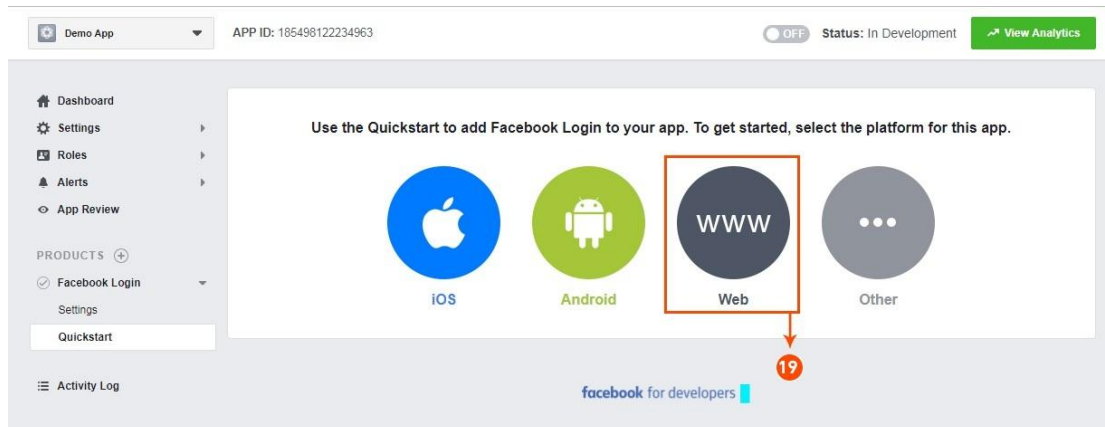 Demo App
APP ID: 185498122234963
OFF
Status: In Development
View Analytics
Dashboard
Settings
Roles
Alerts
App Review
PRODUCTS
Facebook Login
Settings
Quickstart
Activity Log
Use the Quickstart to add Facebook Login to your app. To get started, select the platform for this app.
www
iOS
Android
Web
Other
19
facebook for developers